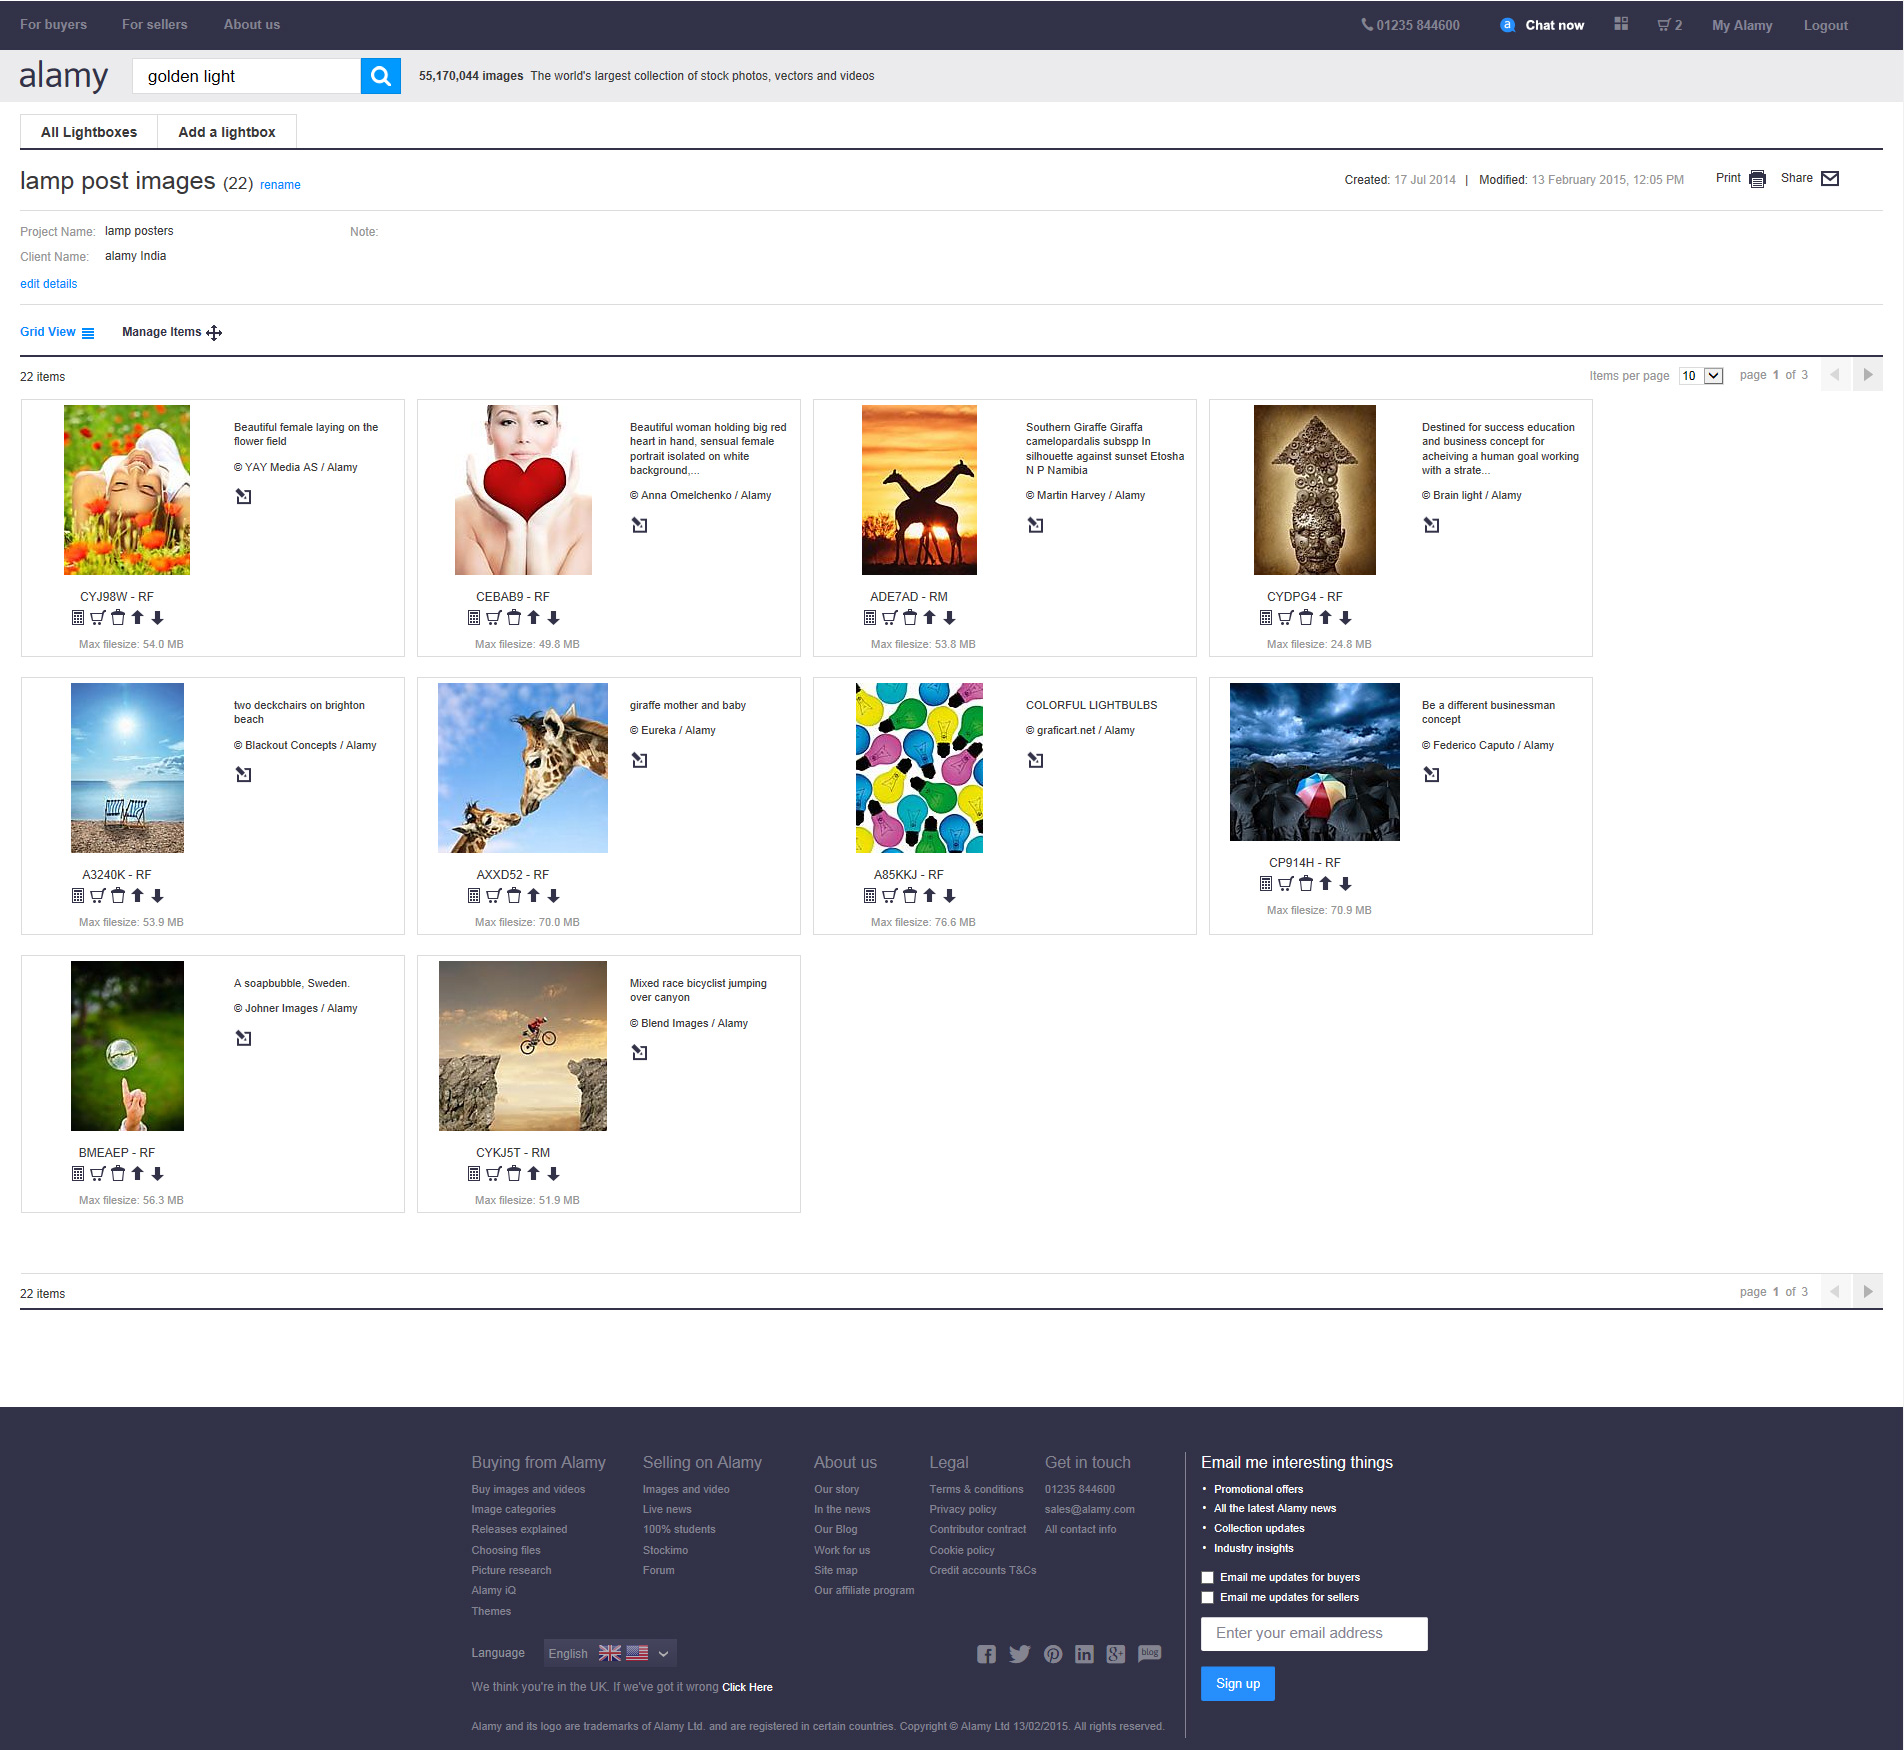 For buyers For sellers About us 01235 844600 Chat now 2 My Alamy Logout
alamy golden light 55,170,044 images The world's largest collection of stock photos, vectors and videos
All Lightboxes Add a lightbox
lamp post images (22) rename Created: 17 Jul 2014 | Modified: 13 February 2015, 12:05 PM Print Share
Project Name: lamp posters Note:
Client Name: alamy India
edit details
Grid View Manage Items
22 items Items per page 10 page 1 of 3
Beautiful female laying on the
flower field
© YAY Media AS / Alamy
CYJ98W - RF
Max filesize: 54.0 MB
Beautiful woman holding big red
heart in hand, sensual female
portrait isolated on white
background,...
© Anna Omelchenko / Alamy
CEBAB9 - RF
Max filesize: 49.8 MB
Southern Giraffe Giraffa
camelopardalis subspp In
silhouette against sunset Etosha
N P Namibia
© Martin Harvey / Alamy
ADE7AD - RM
Max filesize: 53.8 MB
Destined for success education
and business concept for
acheiving a human goal working
with a strate...
© Brain light / Alamy
CYDPG4 - RF
Max filesize: 24.8 MB
two deckchairs on brighton
beach
© Blackout Concepts / Alamy
A3240K - RF
Max filesize: 53.9 MB
giraffe mother and baby
© Eureka / Alamy
AXXD52 - RF
Max filesize: 70.0 MB
COLORFUL LIGHTBULBS
© graficart.net / Alamy
A85KKJ - RF
Max filesize: 76.6 MB
Be a different businessman
concept
© Federico Caputo / Alamy
CP914H - RF
Max filesize: 70.9 MB
A soapbubble, Sweden.
© Johner Images / Alamy
BMEAEP - RF
Max filesize: 56.3 MB
Mixed race bicyclist jumping
over canyon
© Blend Images / Alamy
CYKJ5T - RM
Max filesize: 51.9 MB
22 items page 1 of 3
Buying from Alamy
Buy images and videos
Image categories
Releases explained
Choosing files
Picture research
Alamy iQ
Themes
Selling on Alamy
Images and video
Live news
100% students
Stockimo
Forum
About us
Our story
In the news
Our Blog
Work for us
Site map
Our affiliate program
Legal
Terms & conditions
Privacy policy
Contributor contract
Cookie policy
Credit accounts T&Cs
Get in touch
01235 844600
sales@alamy.com
All contact info
Email me interesting things
• Promotional offers
• All the latest Alamy news
• Collection updates
• Industry insights
Email me updates for buyers
Email me updates for sellers
Enter your email address
Sign up
Language English blog
We think you're in the UK. If we've got it wrong Click Here
Alamy and its logo are trademarks of Alamy Ltd. and are registered in certain countries. Copyright © Alamy Ltd 13/02/2015. All rights reserved.